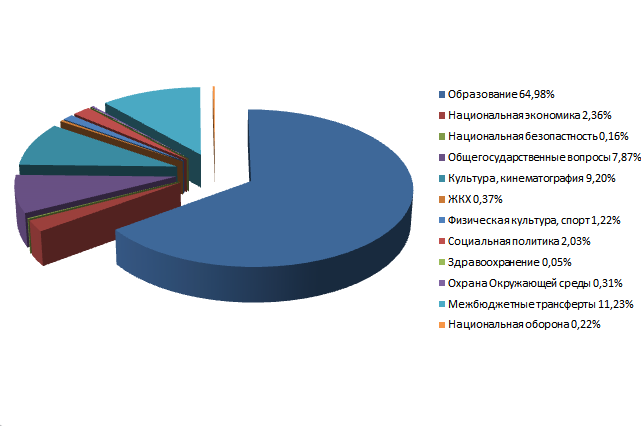 Образование 64,98%
Национальная экономика 2,36%
Национальная безопастность 0,16%
Общегосударственные вопросы 7,87%
Культура, кинематография 9,20%
ЖКХ 0,37%
Физическая культура, спорт 1,22%
Социальная политика 2,03%
Здравоохранение 0,05%
Охрана Окружающей среды 0,31%
Межбюджетные трансферты 11,23%
Национальная оборона 0,22%